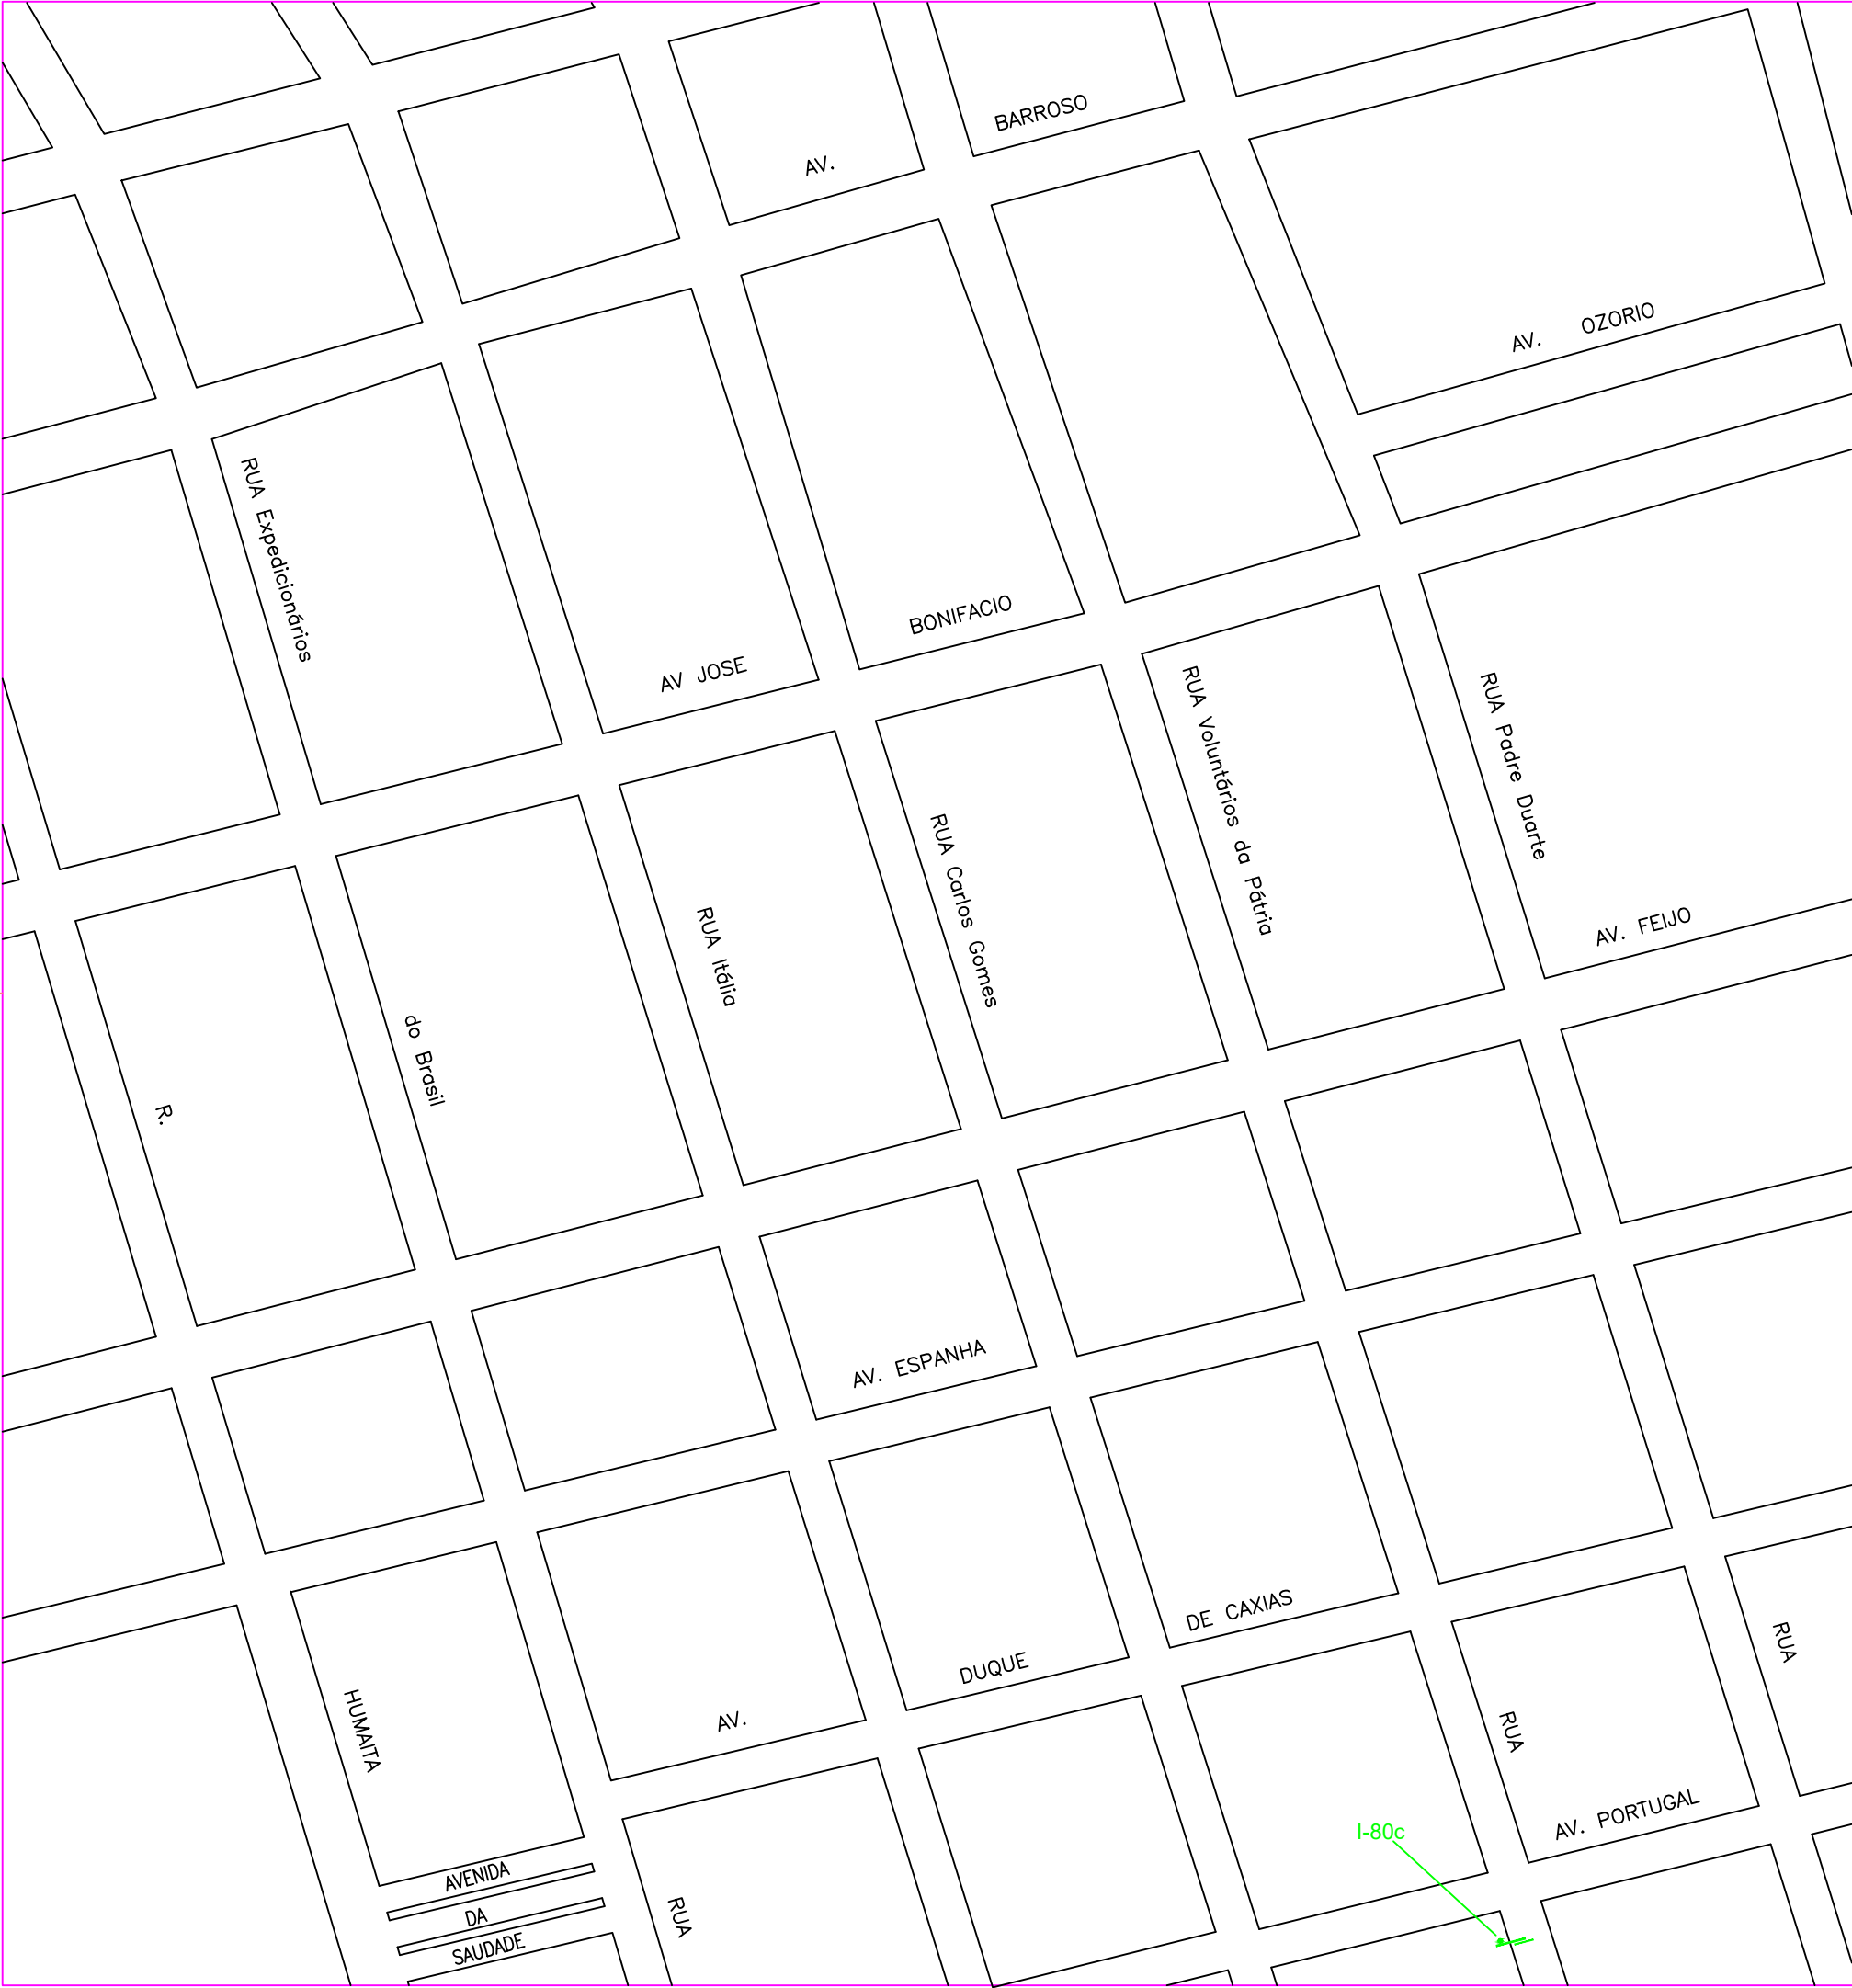 BARROSO
AV.
AV. OZORIO
RUA Expedicionários
BONIFACIO
AV JOSE
RUA Voluntários da Pátria
RUA Padre Duarte
RUA Carlos Gomes
RUA Itália
AV. FEIJO
do Brasil
R.
AV. ESPANHA
DE CAXIAS
DUQUE
AV.
RUA
RUA
HUMAITA
AV. PORTUGAL
I-80c
AVENIDA
DA
SAUDADE
RUA